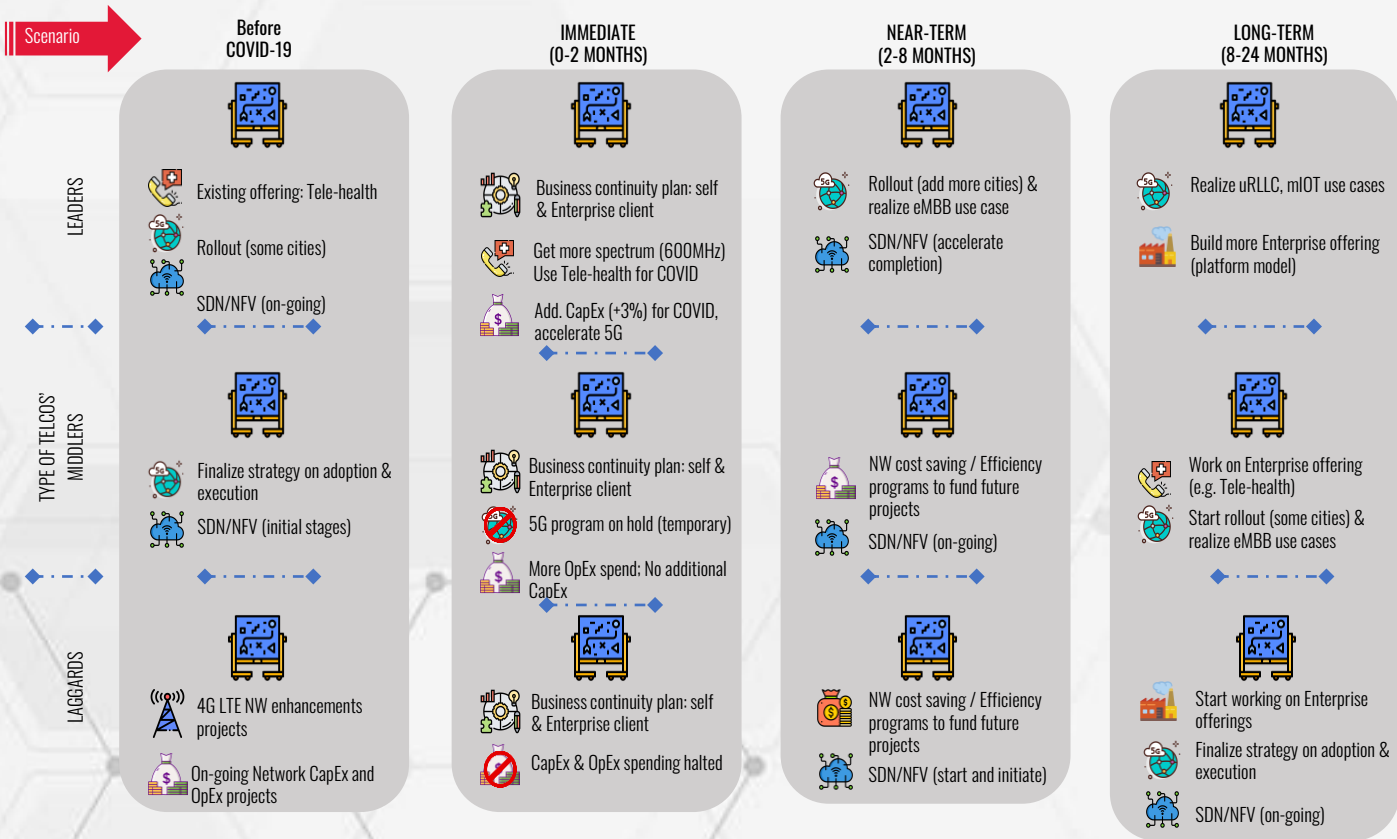 Scenario
Before
COVID-19
IMMEDIATE
(0-2 MONTHS)
NEAR-TERM
(2-8 MONTHS)
LONG-TERM
(8-24 MONTHS)
TYPE OF TELCOS'
LEADERS
Existing offering: Tele-health
5G
Rollout (some cities)
SDN/NFV (on-going)
Business continuity plan: self
& Enterprise client
Get more spectrum (600MHz)
Use Tele-health for COVID
$
Add. CapEx (+3%) for COVID,
accelerate 5G
5G
Rollout (add more cities) &
realize eMBB use case
SDN/NFV (accelerate
completion)
5G
Realize uRLLC, mIOT use cases
Build more Enterprise offering
(platform model)
MIDDLERS
5G
Finalize strategy on adoption &
execution
SDN/NFV (initial stages)
Business continuity plan: self &
Enterprise client
5G
5G program on hold (temporary)
$
More OpEx spend; No additional
CapEx
$
NW cost saving / Efficiency
programs to fund future
projects
SDN/NFV (on-going)
Work on Enterprise offering
(e.g. Tele-health)
5G
Start rollout (some cities) &
realize eMBB use cases
LAGGARDS
4G LTE NW enhancements
projects
$
On-going Network CapEx and
OpEx projects
Business continuity plan: self
& Enterprise client
$
CapEx & OpEx spending halted
$
NW cost saving / Efficiency
programs to fund future
projects
SDN/NFV (start and initiate)
Start working on Enterprise
offerings
5G
Finalize strategy on adoption &
execution
SDN/NFV (on-going)